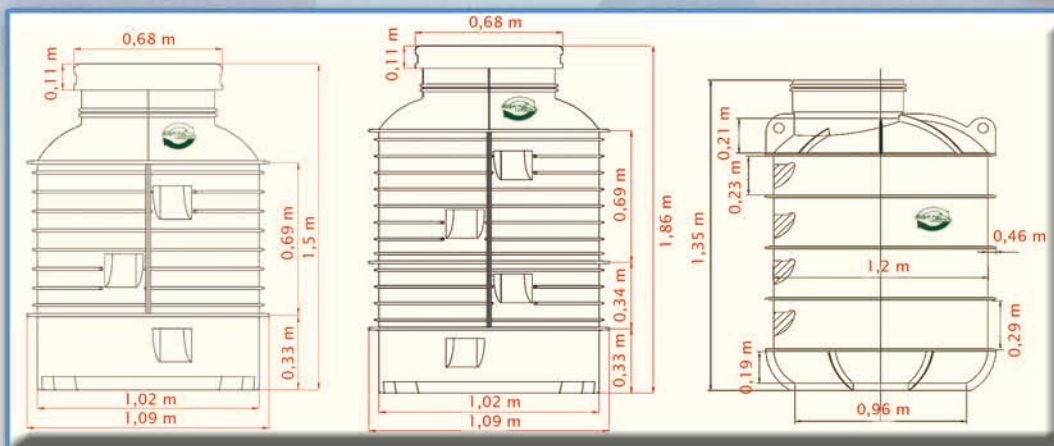 0,68 m
0,11 m
0,69 m
1,5 m
0,33 m
1,02 m
1,09 m
0,68 m
0,11 m
0,69 m
1,86 m
0,34 m
0,33 m
1,02 m
1,09 m
0,21 m
0,23 m
1,35 m
0,46 m
1,2 m
0,29 m
0,19 m
0,96 m